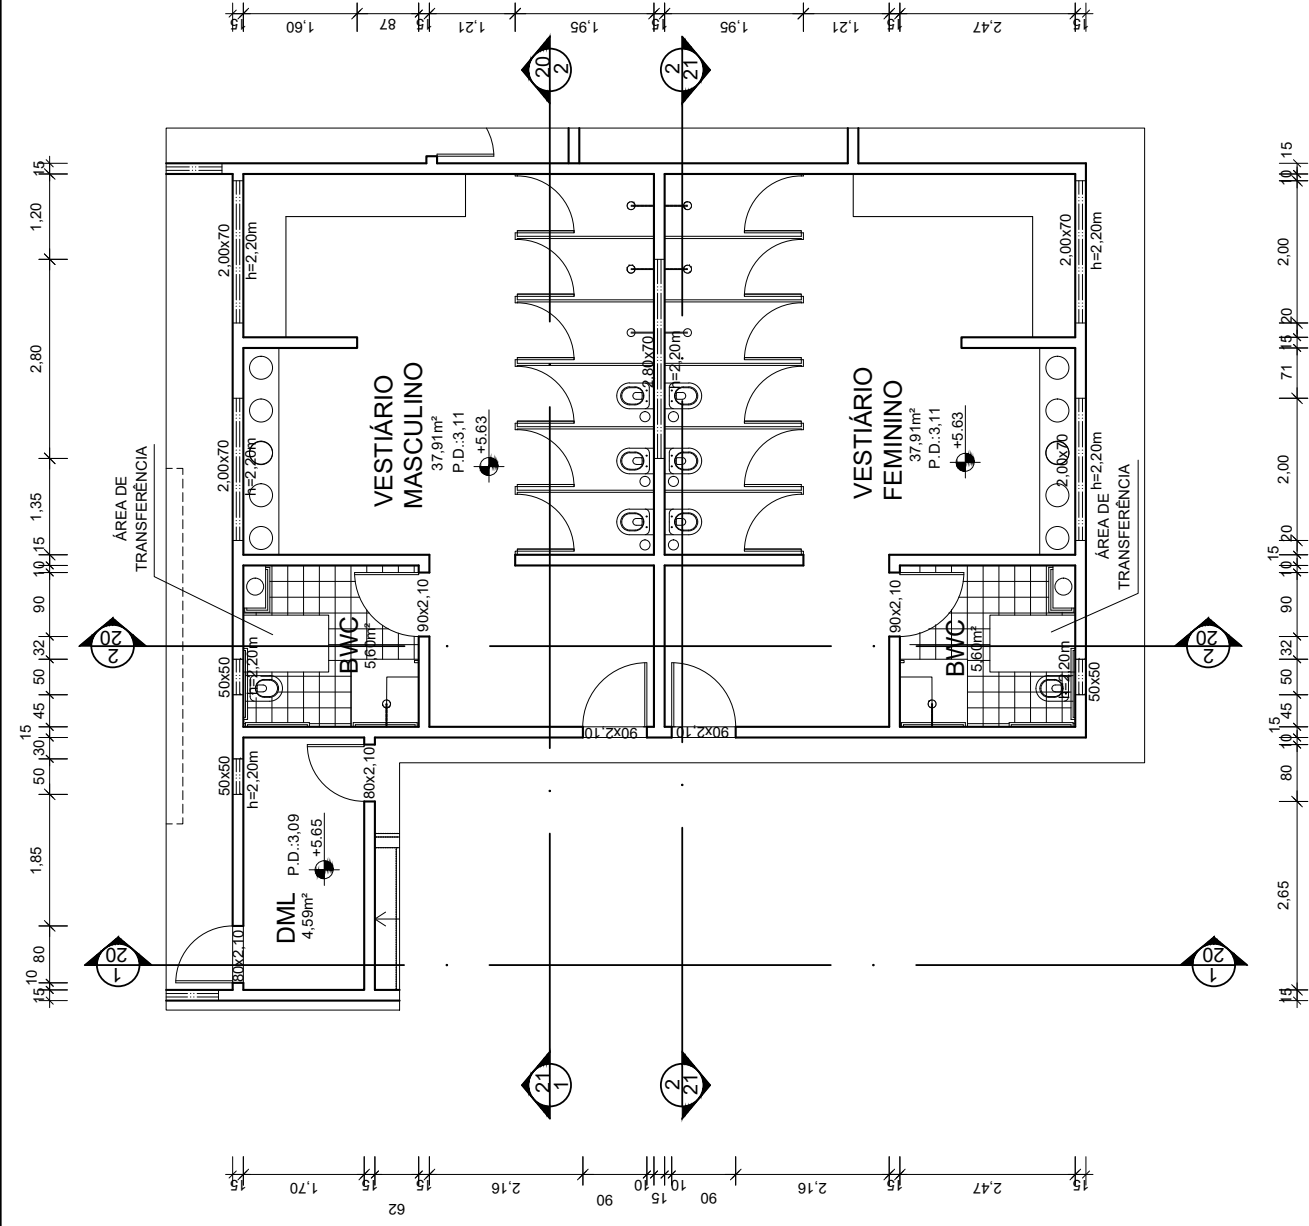 15
1,60
87
15
1,21
1,95
15
1,95
1,21
15
2,47
15
20
2
2
21
15
1,20
2,80
1,35
15
10
90
32
50
45
15
30
50
1,85
80
10
15
15
10
2,00
20
15
71
2,00
20
15
10
90
32
50
45
15
10
80
2,65
15
2,00x70
h=2,20m
2,00x70
h=2,20m
2,00x70
h=2,20m
2,00x70
h=2,20m
2,80x70
h=2,20m
VESTIÁRIO
MASCULINO
37,91m²
P.D.:3,11
+5.63
VESTIÁRIO
FEMININO
37,91m²
P.D.:3,11
+5.63
ÁREA DE
TRANSFERÊNCIA
ÁREA DE
TRANSFERÊNCIA
BWC
5,60m²
90x2,10
50x50
h=2,20m
BWC
5,60m²
90x2,10
50x50
h=2,20m
90x2,10
90x2,10
50x50
h=2,20m
80x2,10
DML
4,59m²
P.D.:3,09
+5.65
80x2,10
2
20
2
20
1
20
1
20
21
1
2
21
15
1,70
15
62
15
2,16
90
10
15
10
90
2,16
15
2,47
15